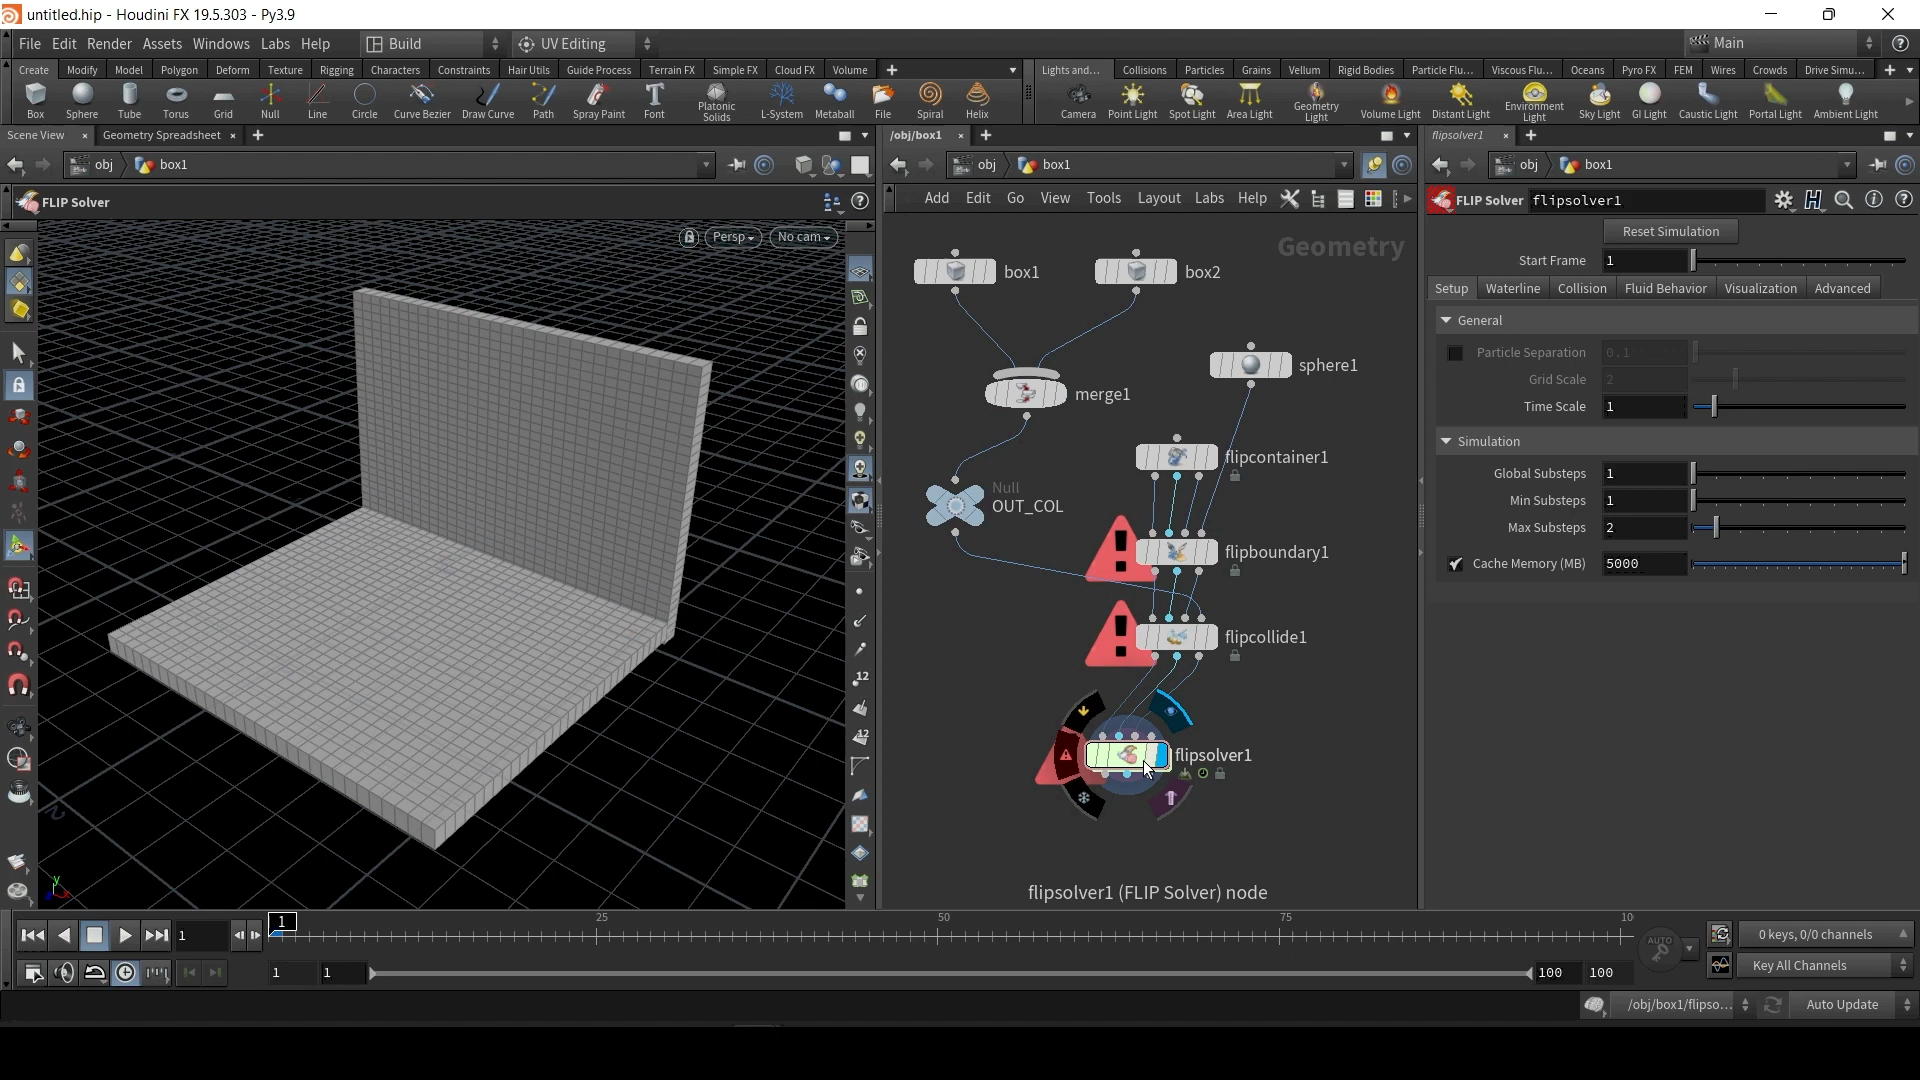 untitled.hip - Houdini FX 19.5.303 - Py3.9
File Edit Render Assets Windows Labs Help Build UV Editing Main
Create Modify Model Polygon Deform Texture Rigging Characters Constraints Hair Utils Guide Process Terrain FX Simple FX Cloud FX Volume
Lights and... Collisions Particles Grains Vellum Rigid Bodies Particle Flu... Viscous Flu... Oceans Pyro FX FEM Wires Crowds Drive Simu...
Box Sphere Tube Torus Grid Null Line Circle Curve Bezier Draw Curve Path Spray Paint Font Platonic Solids L-System Metaball File Spiral Helix
Camera Point Light Spot Light Area Light Geometry Light Volume Light Distant Light Environment Light Sky Light GI Light Caustic Light Portal Light Ambient Light
Scene View Geometry Spreadsheet
/obj/box1
flipsolver1
obj box1
obj box1
obj box1
FLIP Solver
Persp No cam
Add Edit Go View Tools Layout Labs Help
Geometry
box1
box2
sphere1
merge1
flipcontainer1
Null
OUT_COL
flipboundary1
flipcollide1
flipsolver1
flipsolver1 (FLIP Solver) node
12
12
y
FLIP Solver flipsolver1
Reset Simulation
Start Frame 1
Setup Waterline Collision Fluid Behavior Visualization Advanced
General
Particle Separation 0.1
Grid Scale 2
Time Scale 1
Simulation
Global Substeps 1
Min Substeps 1
Max Substeps 2
Cache Memory (MB) 5000
1
1 25 50 75 10
AUTO
0 keys, 0/0 channels
1 1 100 100
Key All Channels
/obj/box1/flipso... Auto Update